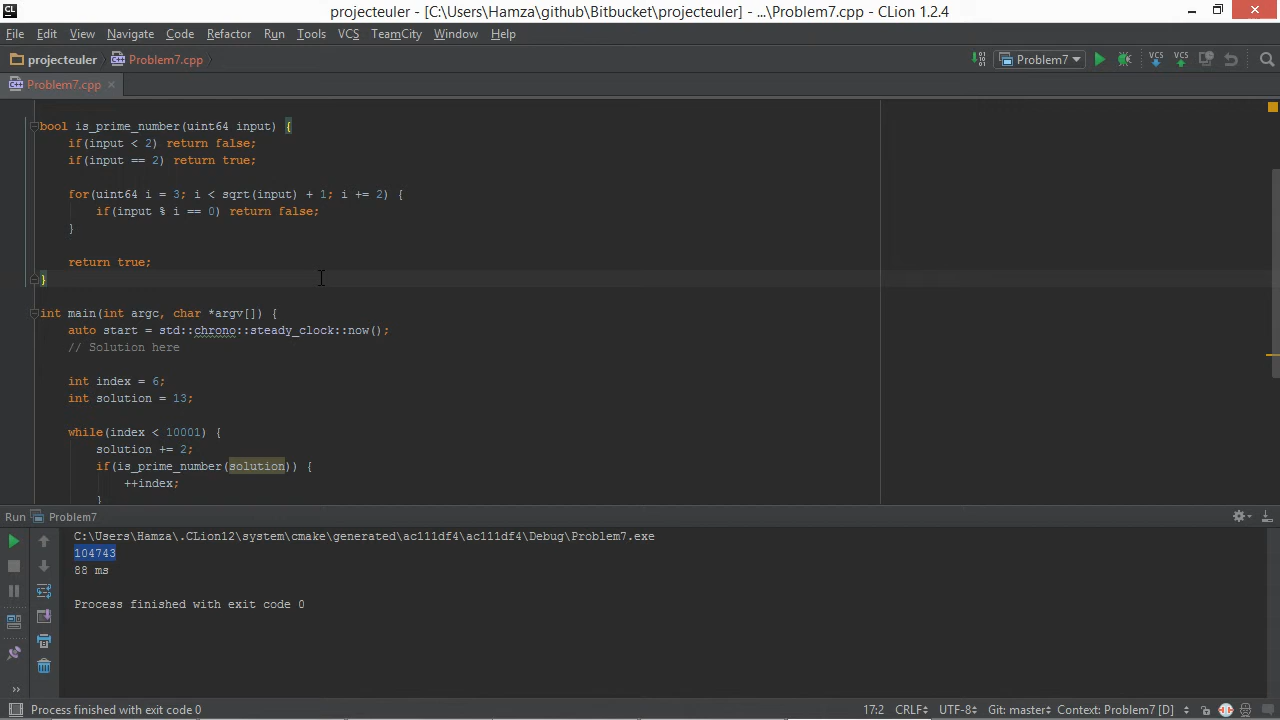 CL
projecteuler - [C:\Users\Hamza\github\Bitbucket\projecteuler] - ...\Problem7.cpp - CLion 1.2.4
File Edit View Navigate Code Refactor Run Tools VCS TeamCity Window Help
projecteuler Problem7.cpp Problem7 VCS VCS
Problem7.cpp
bool is_prime_number(uint64 input) {
if(input < 2) return false;
if(input == 2) return true;
for(uint64 i = 3; i < sqrt(input) + 1; i += 2) {
if(input % i == 0) return false;
}
return true;
}
int main(int argc, char *argv[]) {
auto start = std::chrono::steady_clock::now();
// Solution here
int index = 6;
int solution = 13;
while(index < 10001) {
solution += 2;
if(is_prime_number(solution)) {
++index;
}
Run Problem7
C:\Users\Hamza\.CLion12\system\cmake\generated\ac111df4\ac111df4\Debug\Problem7.exe
104743
88 ms
Process finished with exit code 0
Process finished with exit code 0 17:2 CRLF UTF-8 Git: master Context: Problem7 [D]